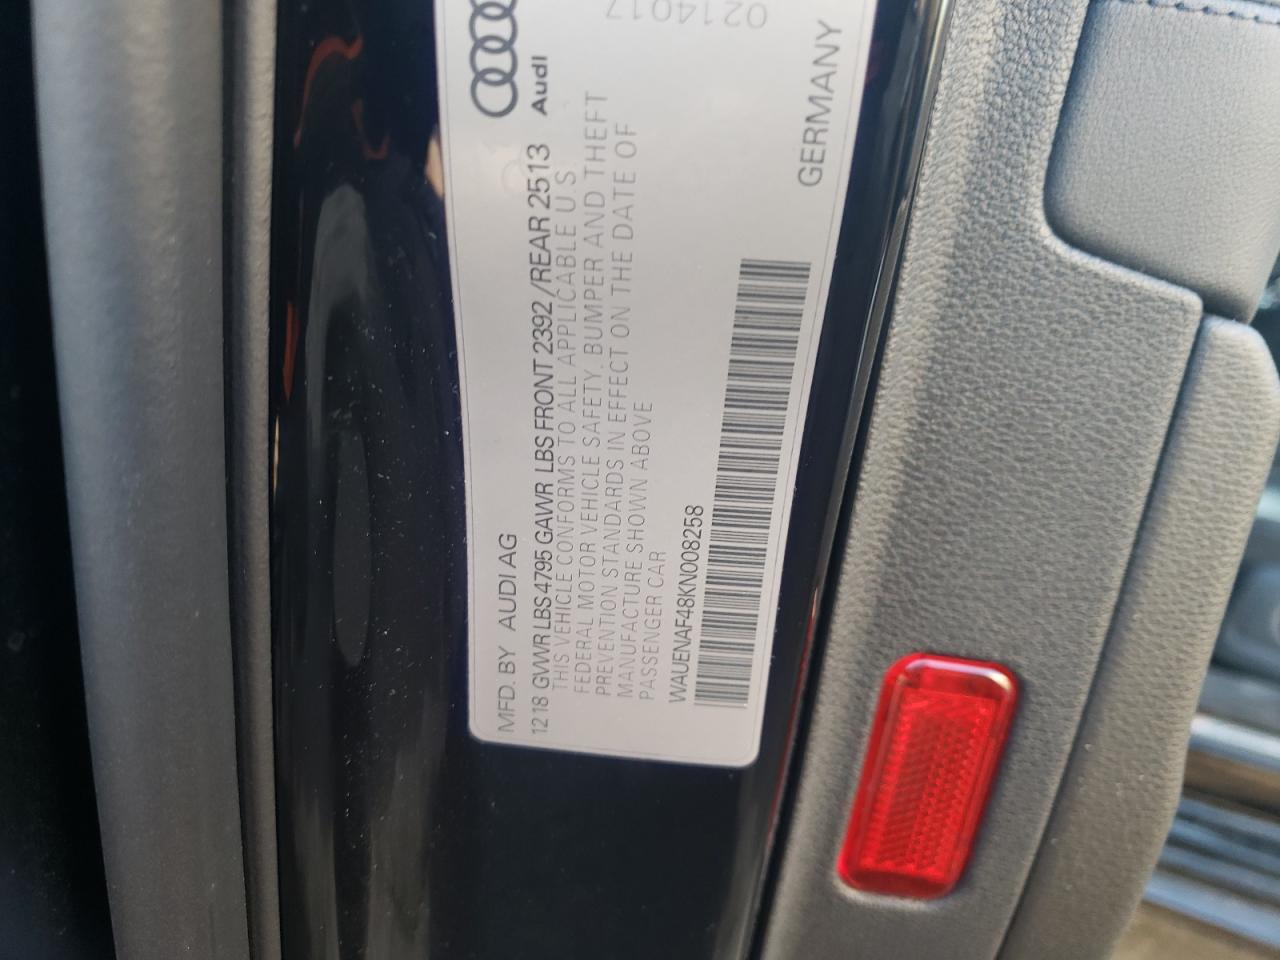 MFD. BY AUDI AG
Audi
12 18 GVWR LBS 4795 GAWR LBS FRONT 2392 /REAR 2513
THIS VEHICLE CONFORMS TO ALL APPLICABLE U S
FEDERAL MOTOR VEHICLE SAFETY, BUMPER AND THEFT
PREVENTION STANDARDS IN EFFECT ON THE DATE OF
MANUFACTURE SHOWN ABOVE
PASSENGER CAR
WAUENAF48KN008258
GERMANY
0214017